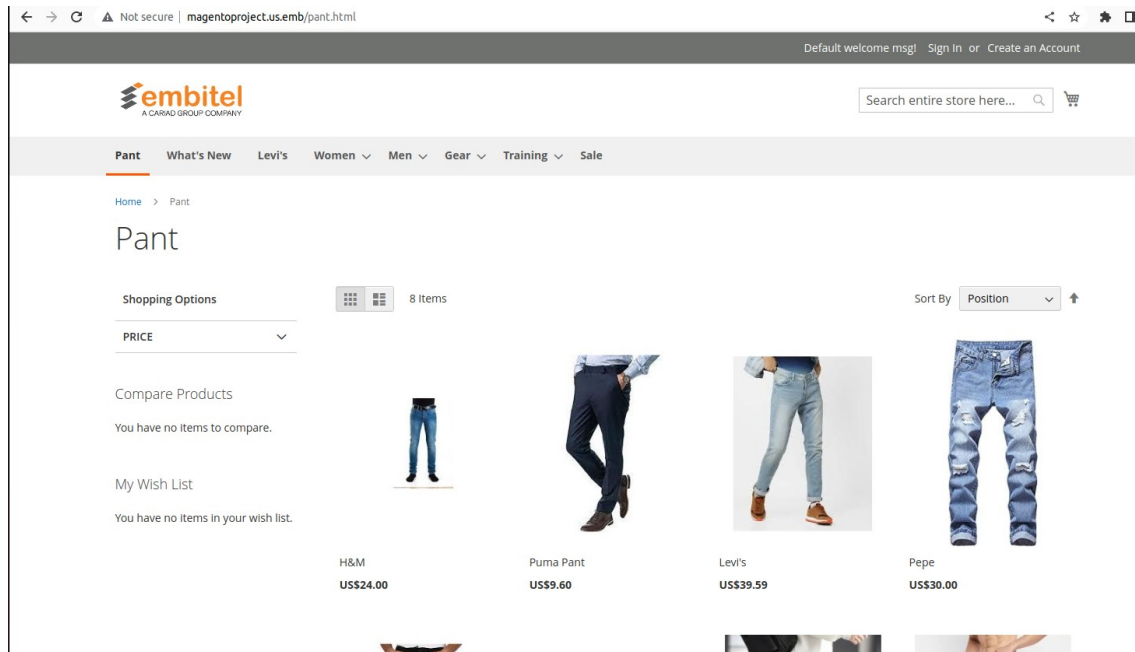 Not secure | magentoproject.us.emb/pant.html
Default welcome msg! Sign In or Create an Account
embitel
A CARIAD GROUP COMPANY
Search entire store here...
Pant What's New Levi's Women Men Gear Training Sale
Home > Pant
Pant
Shopping Options
8 Items
Sort By Position
PRICE
Compare Products
You have no items to compare.
My Wish List
You have no items in your wish list.
H&M Puma Pant Levi's Pepe
US$24.00 US$9.60 US$39.59 US$30.00